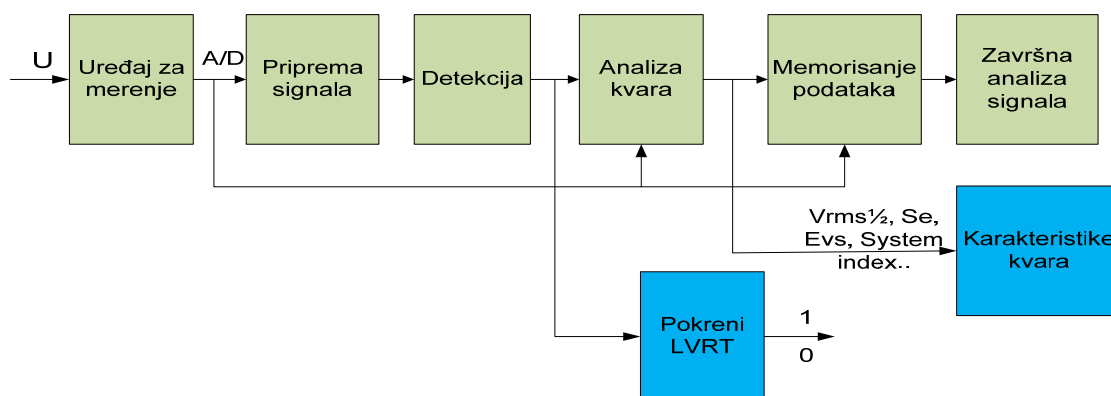 U
Uređaj za
merenje
A/D
Priprema
signala
Detekcija
Analiza
kvara
Memorisanje
podataka
Završna
analiza
signala
Vrms½, Se,
Evs, System
index..
Karakteristike
kvara
Pokreni
LVRT
1
0